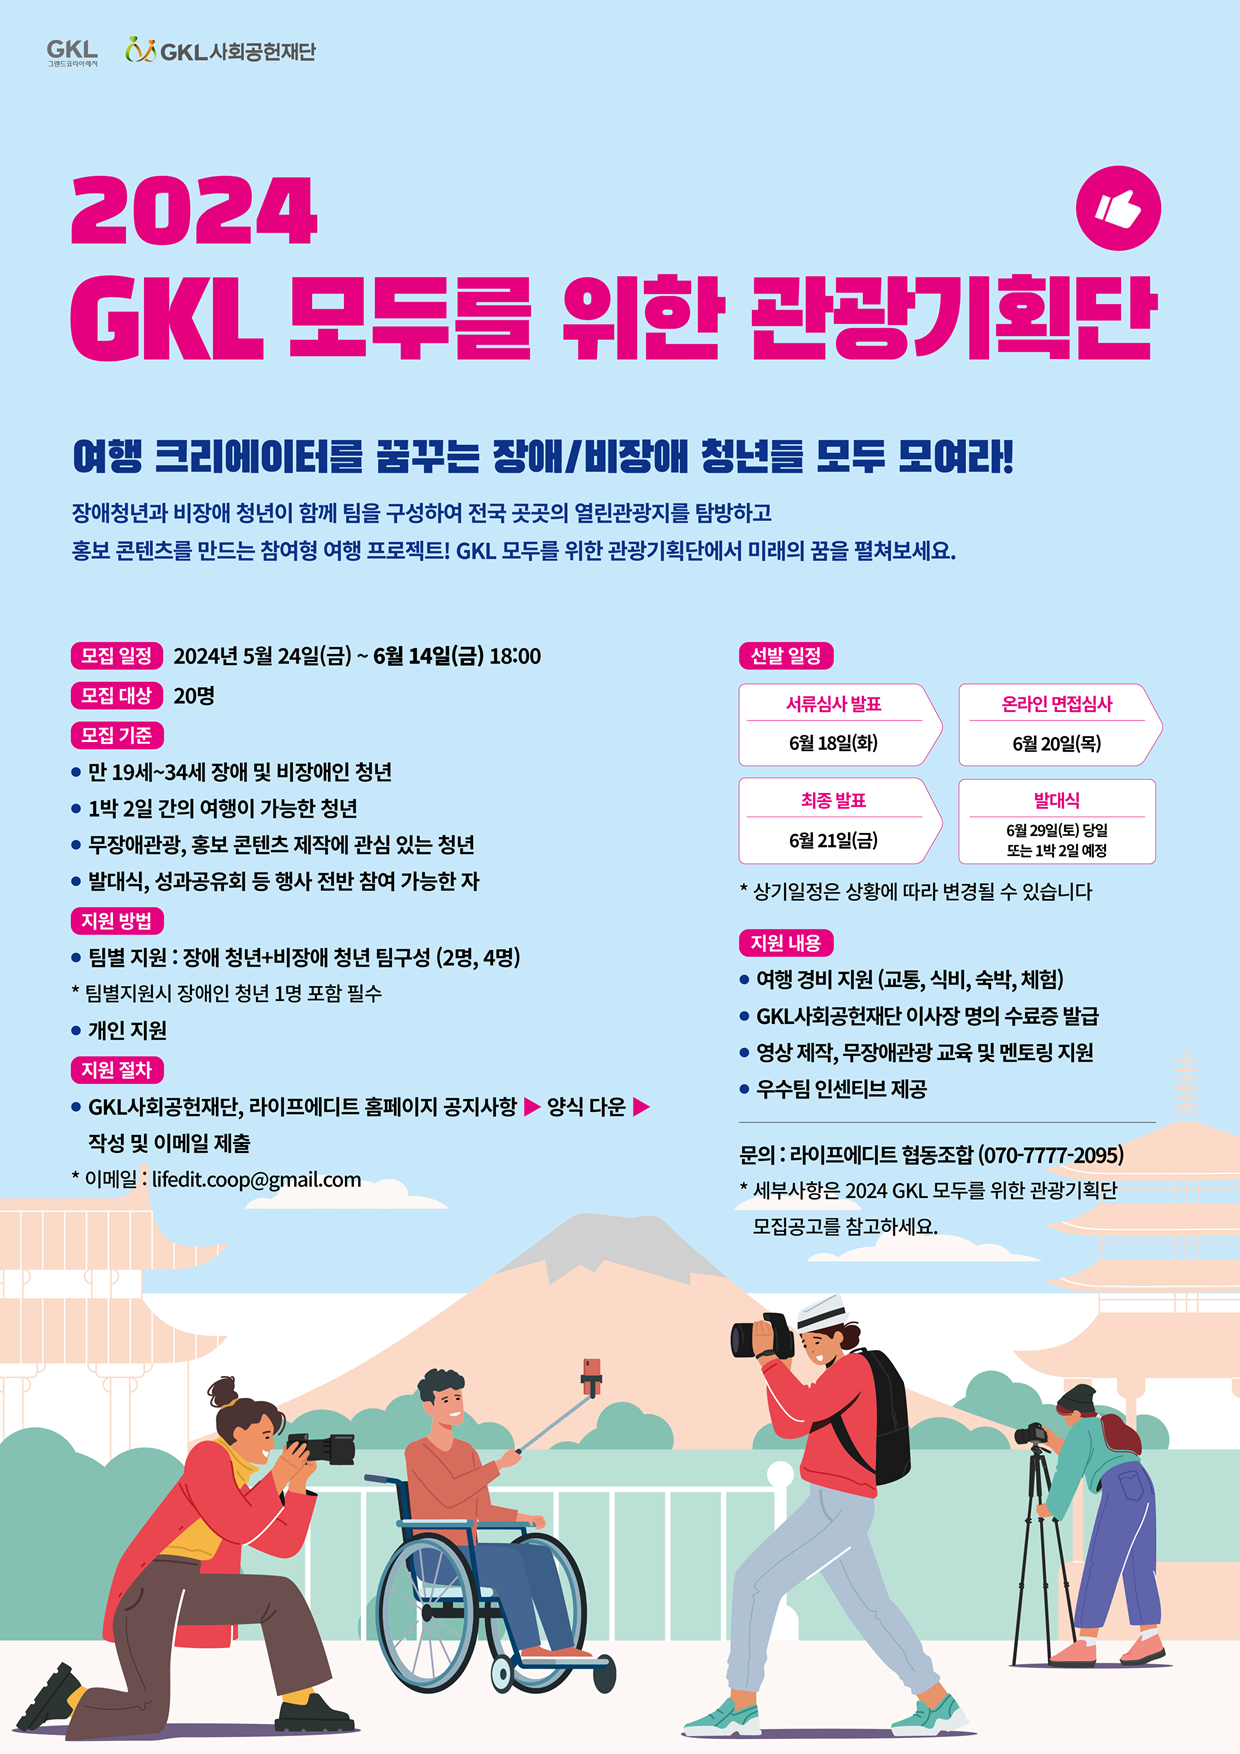 GKL
그랜드코리아레저
GKL사회공헌재단
2024
GKL 모두를 위한 관광기획단
여행 크리에이터를 꿈꾸는 장애/비장애 청년들 모두 모여라!
장애청년과 비장애 청년이 함께 팀을 구성하여 전국 곳곳의 열린관광지를 탐방하고
홍보 콘텐츠를 만드는 참여형 여행 프로젝트! GKL 모두를 위한 관광기획단에서 미래의 꿈을 펼쳐보세요.
모집 일정 2024년 5월 24일(금) ~ 6월 14일(금) 18:00
모집 대상 20명
모집 기준
• 만 19세~34세 장애 및 비장애인 청년
• 1박 2일 간의 여행이 가능한 청년
• 무장애관광, 홍보 콘텐츠 제작에 관심 있는 청년
• 발대식, 성과공유회 등 행사 전반 참여 가능한 자
지원 방법
• 팀별 지원 : 장애 청년+비장애 청년 팀구성 (2명, 4명)
* 팀별지원시 장애인 청년 1명 포함 필수
• 개인 지원
지원 절차
• GKL사회공헌재단, 라이프에디트 홈페이지 공지사항 ▶ 양식 다운 ▶
작성 및 이메일 제출
* 이메일 : lifedit.coop@gmail.com
선발 일정
서류심사 발표
6월 18일(화)
온라인 면접심사
6월 20일(목)
최종 발표
6월 21일(금)
발대식
6월 29일(토) 당일
또는 1박 2일 예정
* 상기일정은 상황에 따라 변경될 수 있습니다
지원 내용
• 여행 경비 지원 (교통, 식비, 숙박, 체험)
• GKL사회공헌재단 이사장 명의 수료증 발급
• 영상 제작, 무장애관광 교육 및 멘토링 지원
• 우수팀 인센티브 제공
문의 : 라이프에디트 협동조합 (070-7777-2095)
* 세부사항은 2024 GKL 모두를 위한 관광기획단
모집공고를 참고하세요.